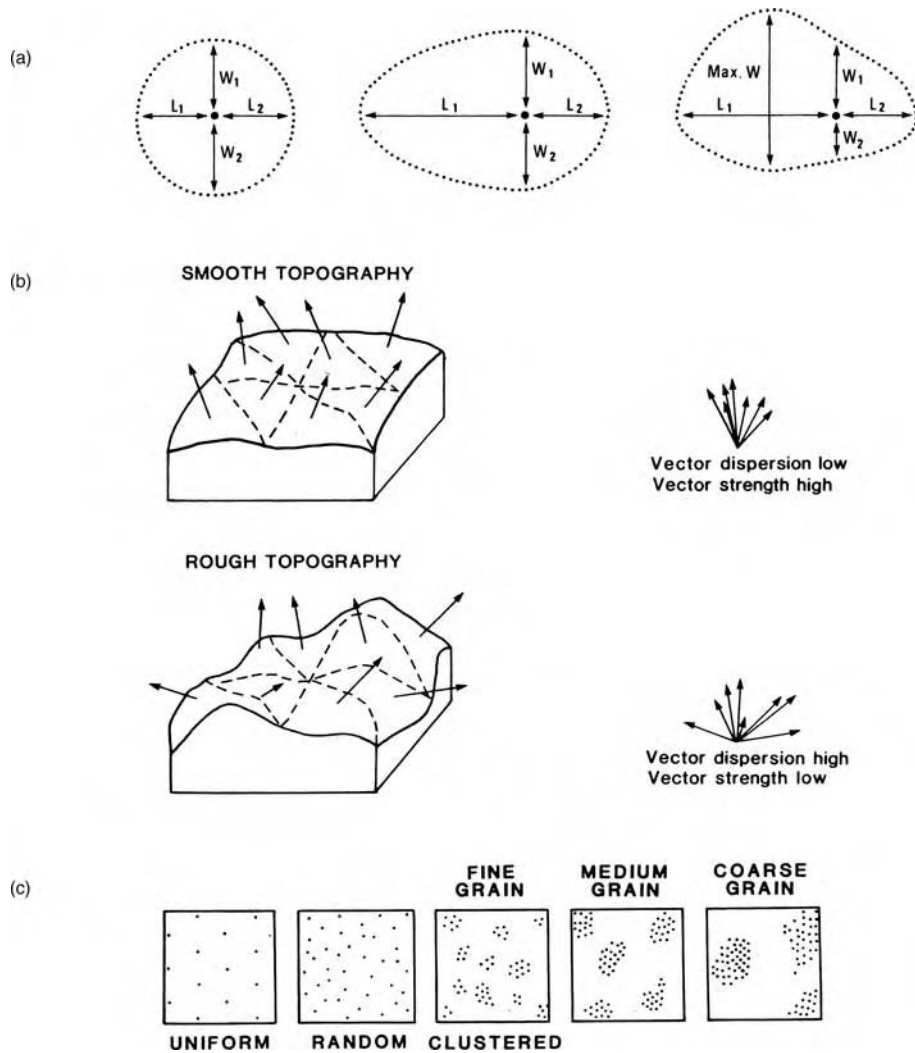 (a)
W1
L1
L2
W2
W1
L1
L2
W2
Max. W
W1
L1
L2
W2
(b)
SMOOTH TOPOGRAPHY
Vector dispersion low
Vector strength high
ROUGH TOPOGRAPHY
Vector dispersion high
Vector strength low
(c)
FINE
GRAIN
MEDIUM
GRAIN
COARSE
GRAIN
UNIFORM
RANDOM
CLUSTERED